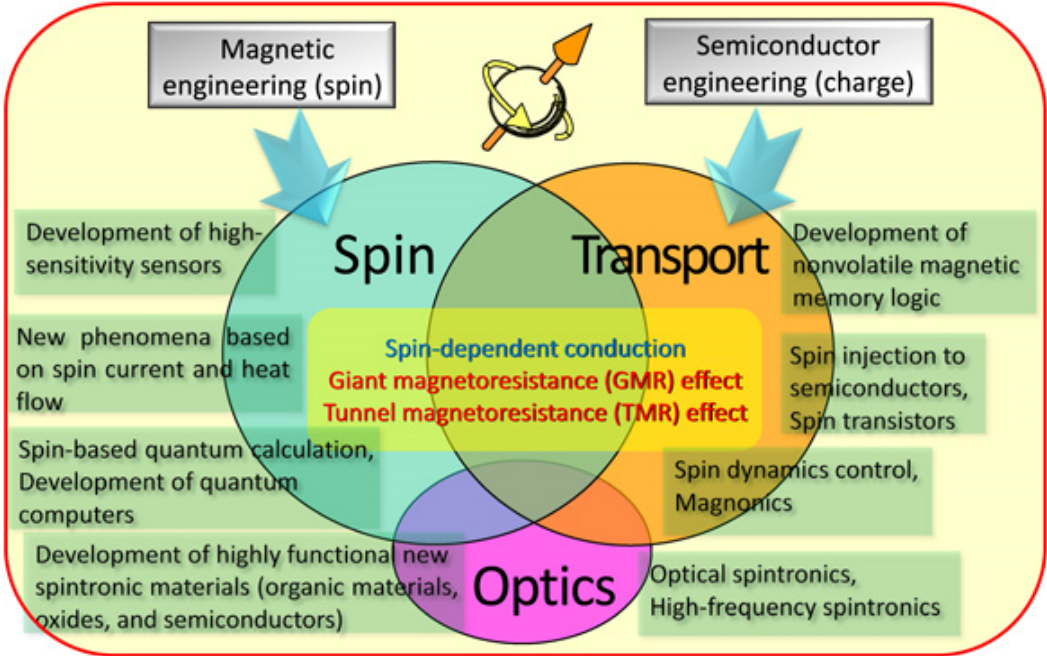 Magnetic
engineering (spin)
Semiconductor
engineering (charge)
Spin
Transport
Development of high-
sensitivity sensors
Development of
nonvolatile magnetic
memory logic
New phenomena based
on spin current and heat
flow
Spin-dependent conduction
Giant magnetoresistance (GMR) effect
Tunnel magnetoresistance (TMR) effect
Spin injection to
semiconductors,
Spin transistors
Spin-based quantum calculation,
Development of quantum
computers
Spin dynamics control,
Magnonics
Development of highly functional new
spintronic materials (organic materials,
oxides, and semiconductors)
Optics
Optical spintronics,
High-frequency spintronics